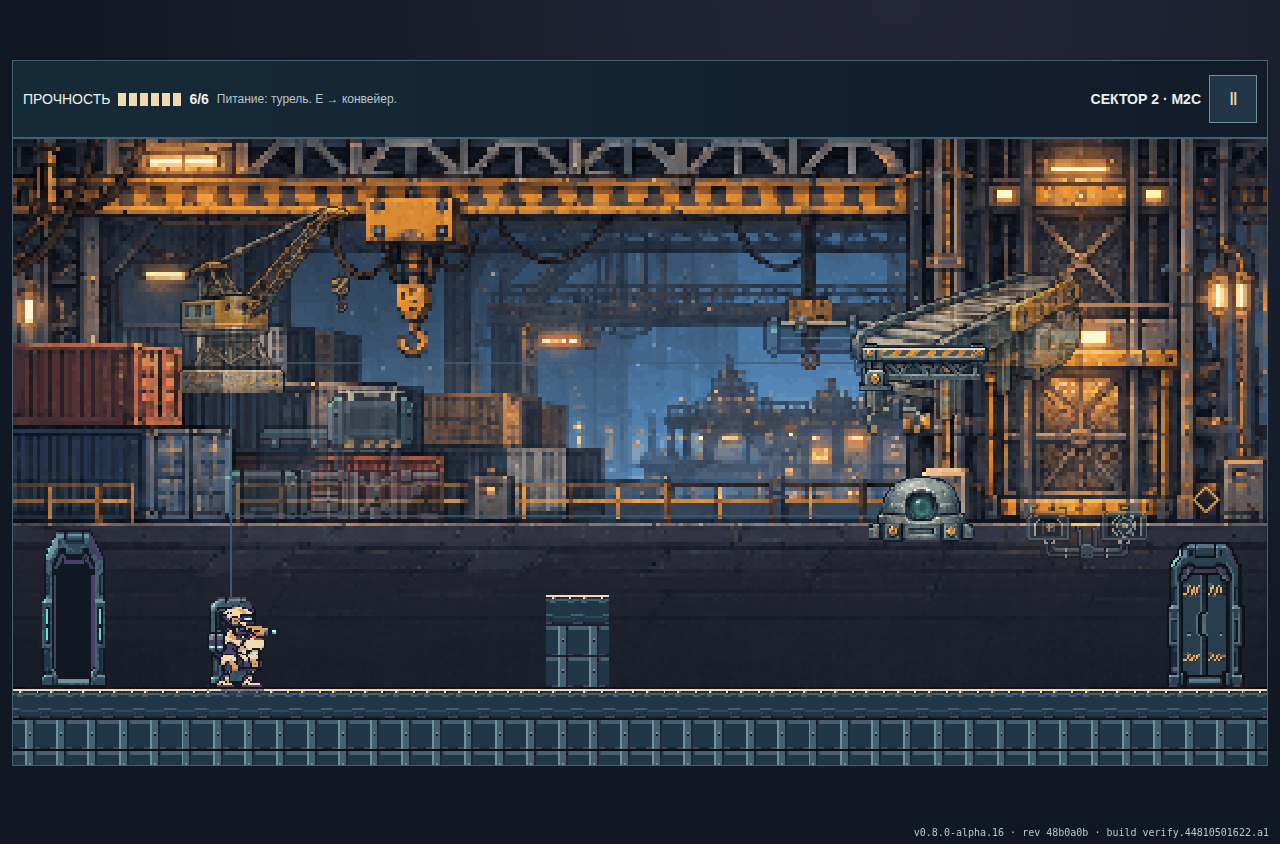 ПРОЧНОСТЬ 6/6 Питание: турель. E → конвейер. СЕКТОР 2 · M2C
v0.8.0-alpha.16 · rev 48b0a0b · build verify.44810501622.a1